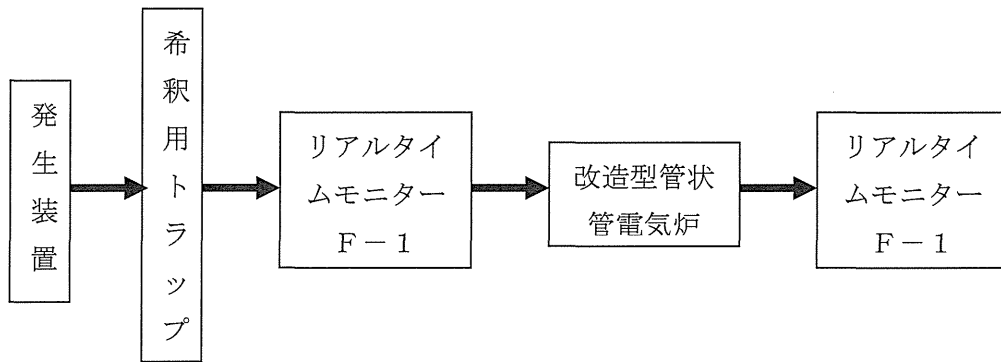 発生装置
希釈用トラップ
リアルタイ
ムモニター
F－1
改造型管状
管電気炉
リアルタイ
ムモニター
F－1